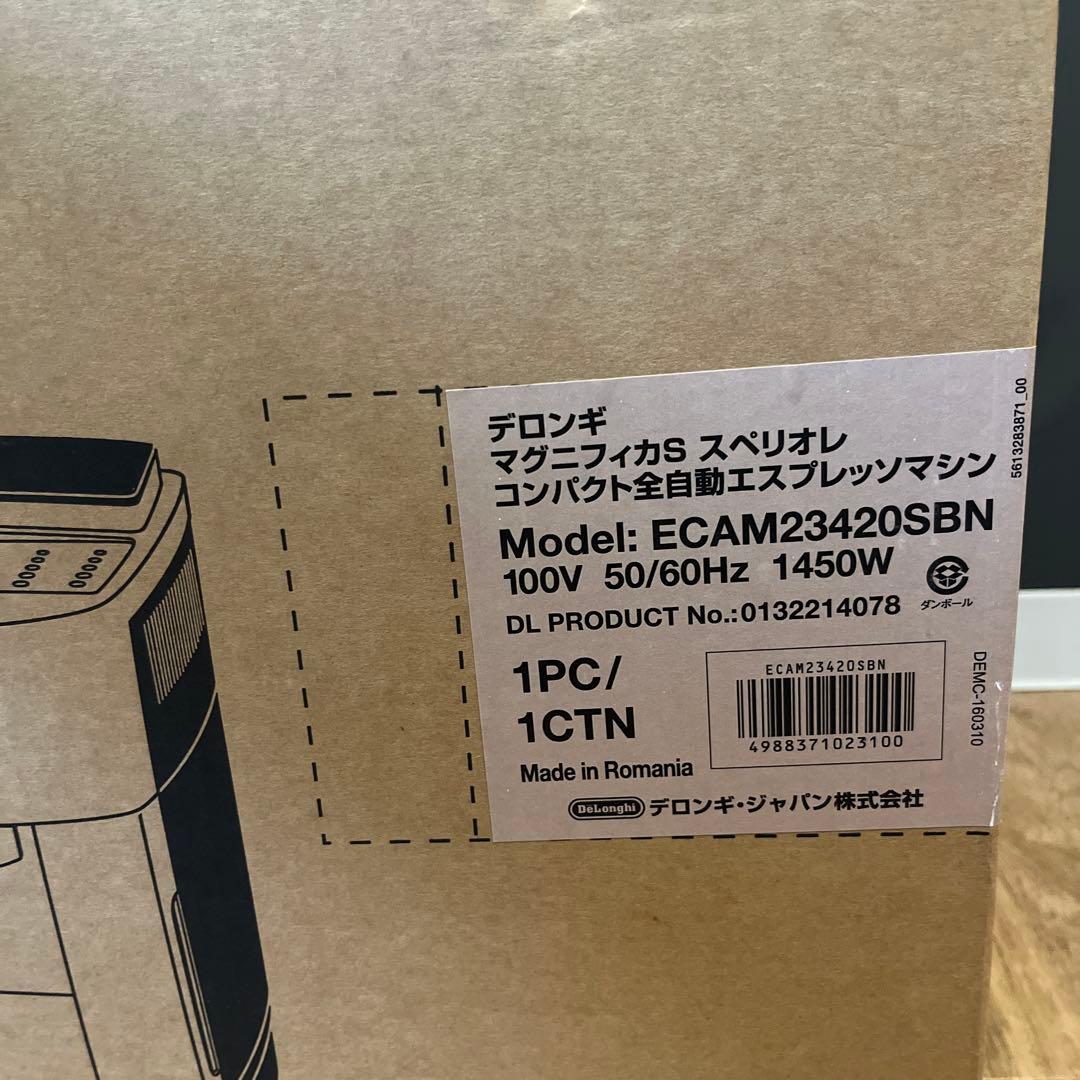 デロンギ
マグニフィカS スペリオレ
コンパクト全自動エスプレッソマシン
Model: ECAM23420SBN
100V 50/60Hz 1450W
ダンボール
DL PRODUCT No.:0132214078
1PC/
1CTN
ECAM23420SBN
4988371023100
Made in Romania
DeLonghi デロンギ・ジャパン株式会社
5613283871_00
DEMC-160310